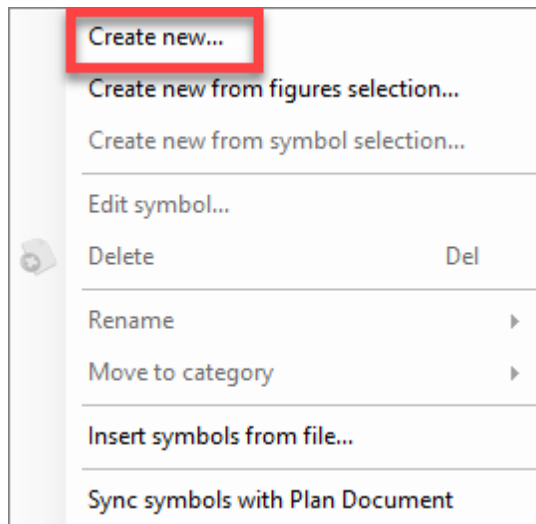 Create new...
Create new from figures selection...
Create new from symbol selection...
Edit symbol...
Delete Del
Rename
Move to category
Insert symbols from file...
Sync symbols with Plan Document